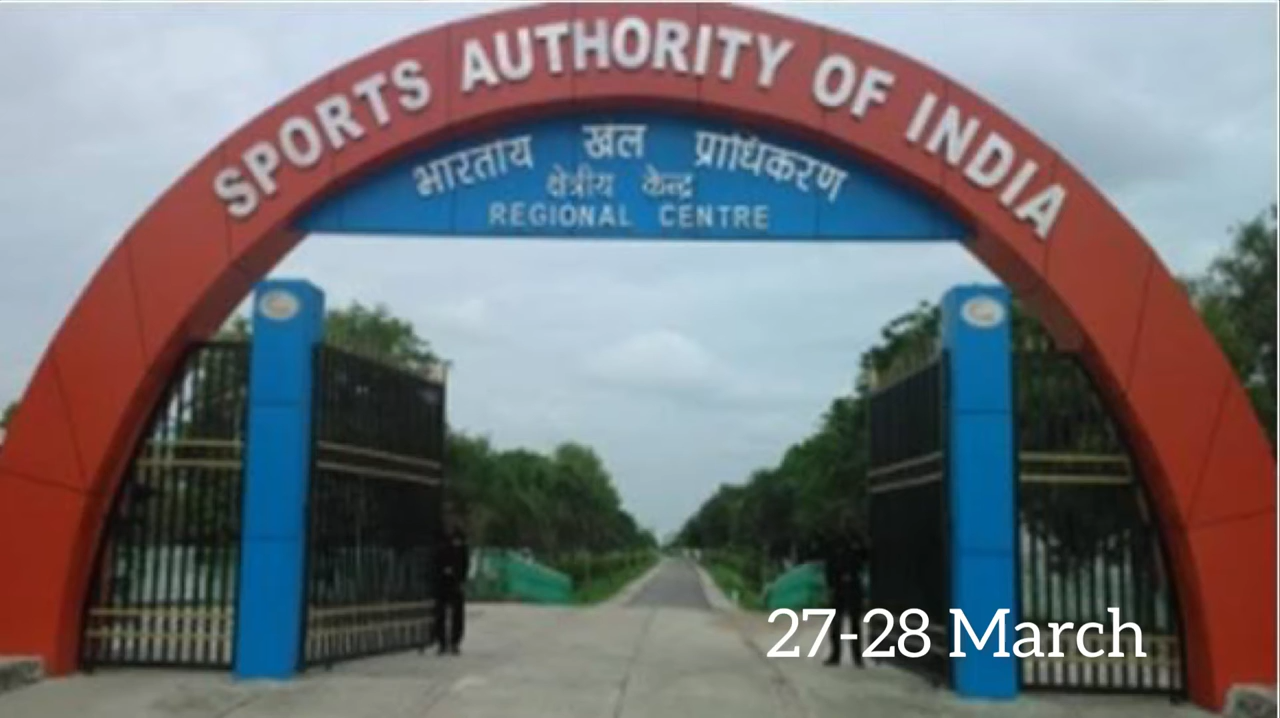 SPORTS AUTHORITY OF INDIA
भारतीय खेल प्राधिकरण
क्षेत्रीय केन्द्र
REGIONAL CENTRE
27-28 March